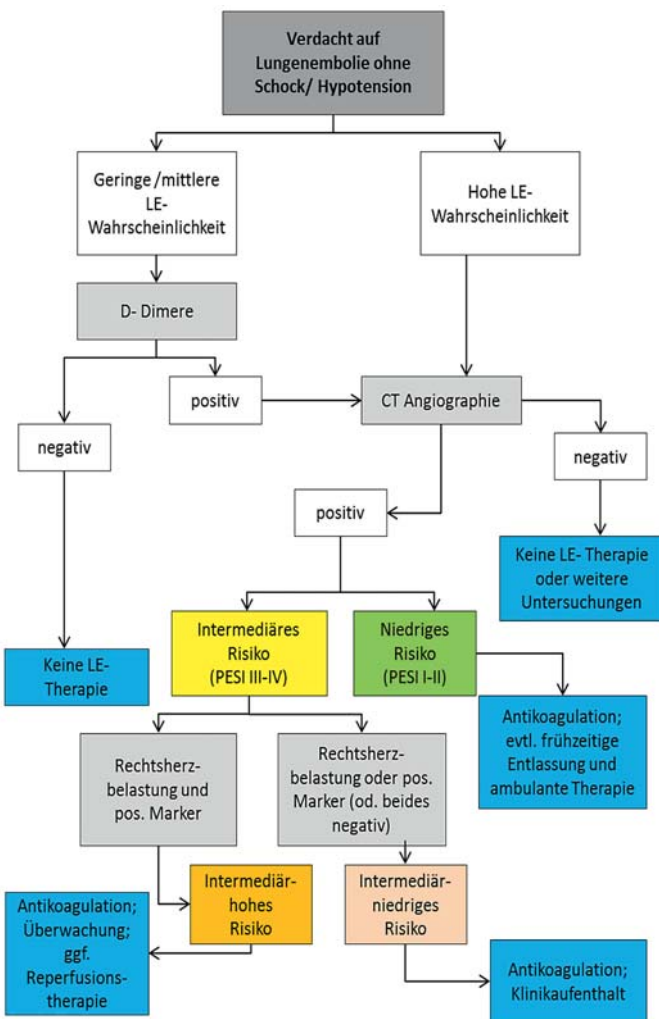 Verdacht auf
Lungenembolie ohne
Schock/ Hypotension
Geringe /mittlere
LE-
Wahrscheinlichkeit
Hohe LE-
Wahrscheinlichkeit
D- Dimere
positiv
CT Angiographie
negativ
negativ
positiv
Keine LE- Therapie
oder weitere
Untersuchungen
Intermediäres
Risiko
(PESI III-IV)
Niedriges
Risiko
(PESI I-II)
Keine LE-
Therapie
Antikoagulation;
evtl. frühzeitige
Entlassung und
ambulante Therapie
Rechtsherz-
belastung und
pos. Marker
Rechtsherz-
belastung oder pos.
Marker (od. beides
negativ)
Intermediär-
hohes
Risiko
Intermediär-
niedriges
Risiko
Antikoagulation;
Überwachung;
ggf.
Reperfusions-
therapie
Antikoagulation;
Klinikaufenthalt